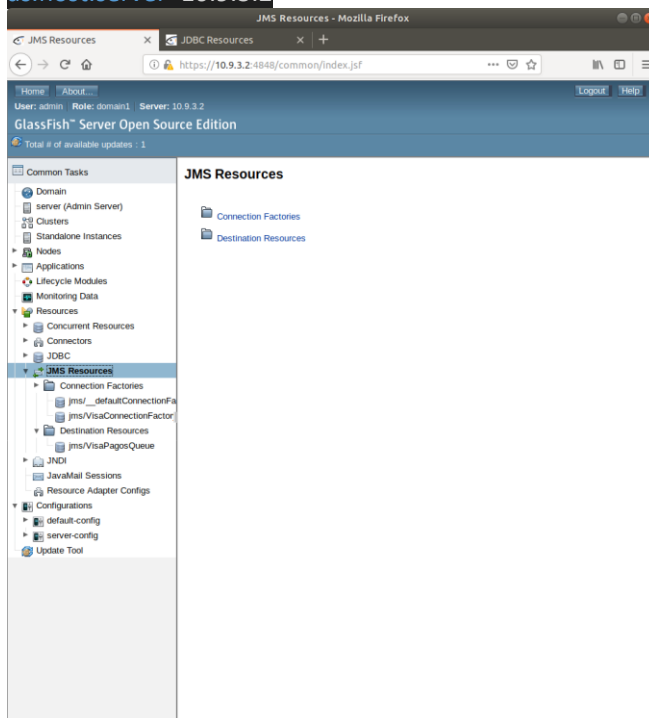 JMS Resources - Mozilla Firefox
JMS Resources
JDBC Resources
https://10.9.3.2:4848/common/index.jsf
Home About...
Logout Help
User: admin Role: domain1 Server: 10.9.3.2
GlassFish™ Server Open Source Edition
Total # of available updates : 1
Common Tasks
Domain
server (Admin Server)
Clusters
Standalone Instances
Nodes
Applications
Lifecycle Modules
Monitoring Data
Resources
Concurrent Resources
Connectors
JDBC
JMS Resources
Connection Factories
jms/__defaultConnectionFa
jms/VisaConnectionFactor
Destination Resources
jms/VisaPagosQueue
JNDI
JavaMail Sessions
Resource Adapter Configs
Configurations
default-config
server-config
Update Tool
JMS Resources
Connection Factories
Destination Resources